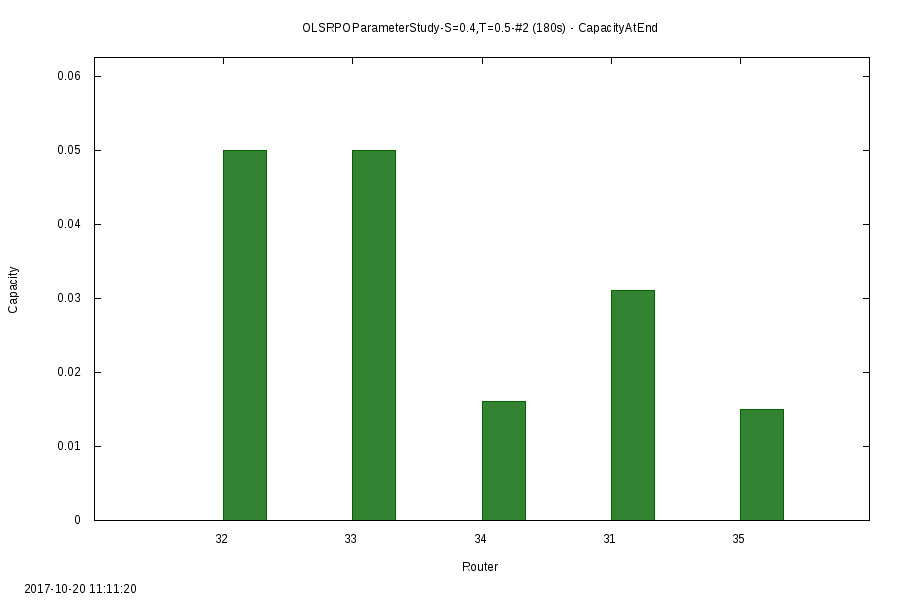 OLSRPOParameterStudy-S=0.4,T=0.5-#2 (180s) - CapacityAtEnd
0.06
0.05
0.04
0.03
0.02
0.01
0
Capacity
32 33 34 31 35
Router
2017-10-20 11:11:20